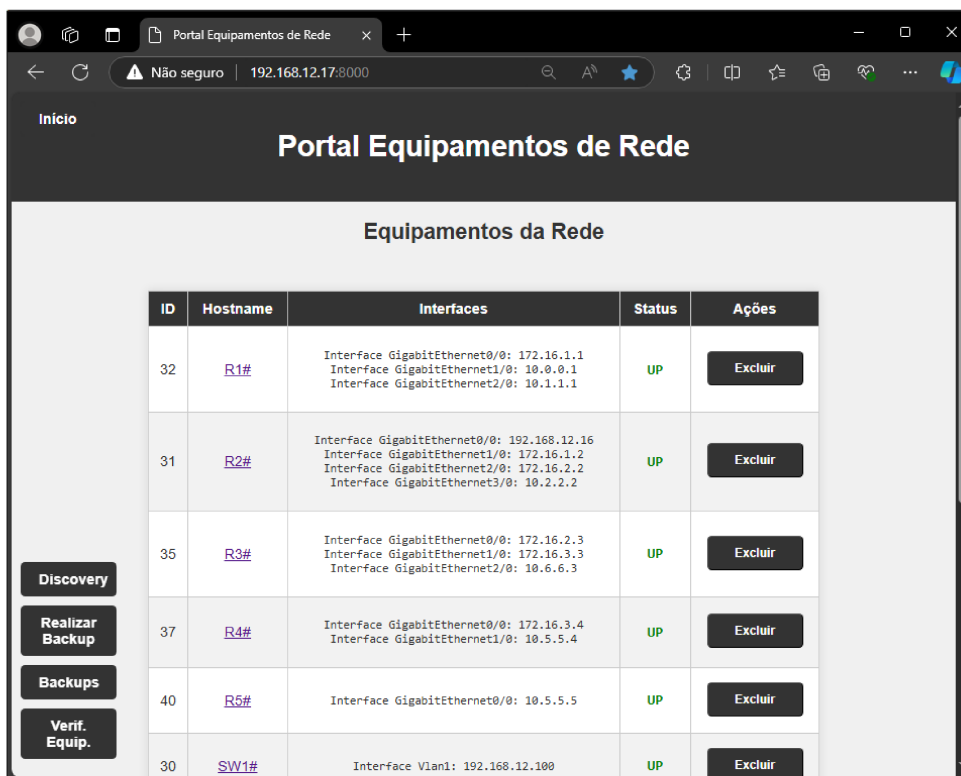 Portal Equipamentos de Rede
Não seguro | 192.168.12.17:8000
Início
Portal Equipamentos de Rede
Equipamentos da Rede
ID Hostname Interfaces Status Ações
32 R1# Interface GigabitEthernet0/0: 172.16.1.1
Interface GigabitEthernet1/0: 10.0.0.1
Interface GigabitEthernet2/0: 10.1.1.1
UP Excluir
31 R2# Interface GigabitEthernet0/0: 192.168.12.16
Interface GigabitEthernet1/0: 172.16.1.2
Interface GigabitEthernet2/0: 172.16.2.2
Interface GigabitEthernet3/0: 10.2.2.2
UP Excluir
35 R3# Interface GigabitEthernet0/0: 172.16.2.3
Interface GigabitEthernet1/0: 172.16.3.3
Interface GigabitEthernet2/0: 10.6.6.3
UP Excluir
37 R4# Interface GigabitEthernet0/0: 172.16.3.4
Interface GigabitEthernet1/0: 10.5.5.4
UP Excluir
40 R5# Interface GigabitEthernet0/0: 10.5.5.5 UP Excluir
30 SW1# Interface Vlan1: 192.168.12.100 UP Excluir
Discovery
Realizar
Backup
Backups
Verif.
Equip.